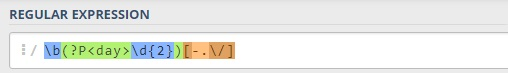 REGULAR EXPRESSION
/ \b(?P<day>\d{2})[-.\/]